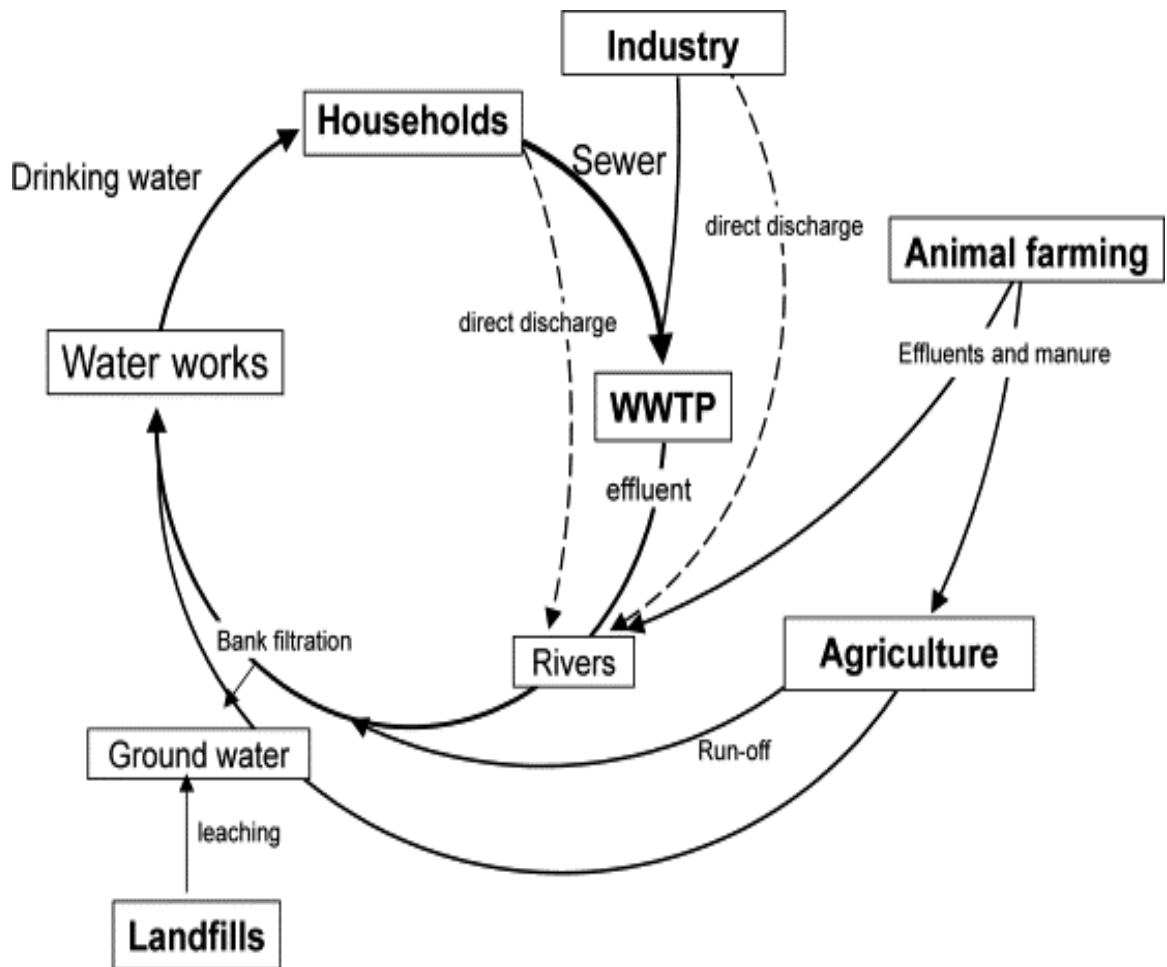 Industry
Households
Sewer
Drinking water
direct discharge
Animal farming
direct discharge
Effluents and manure
Water works
WWTP
effluent
Bank filtration
Rivers
Agriculture
Ground water
Run-off
leaching
Landfills